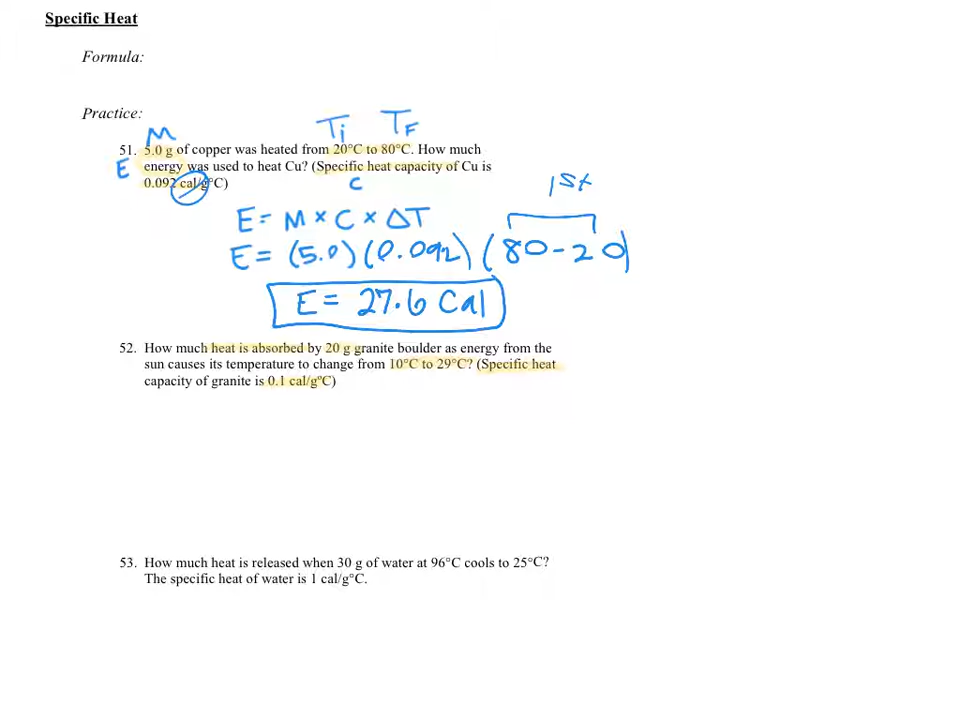 Specific Heat
Formula:
Practice:
M Ti TF
51. 5.0 g of copper was heated from 20°C to 80°C. How much
E energy was used to heat Cu? (Specific heat capacity of Cu is
0.092 cal/g°C) C
1st
E = M × C × ΔT
E = (5.0) (0.092) (80-20)
E = 27.6 Cal
52. How much heat is absorbed by 20 g granite boulder as energy from the
sun causes its temperature to change from 10°C to 29°C? (Specific heat
capacity of granite is 0.1 cal/g°C)
53. How much heat is released when 30 g of water at 96°C cools to 25°C?
The specific heat of water is 1 cal/g°C.